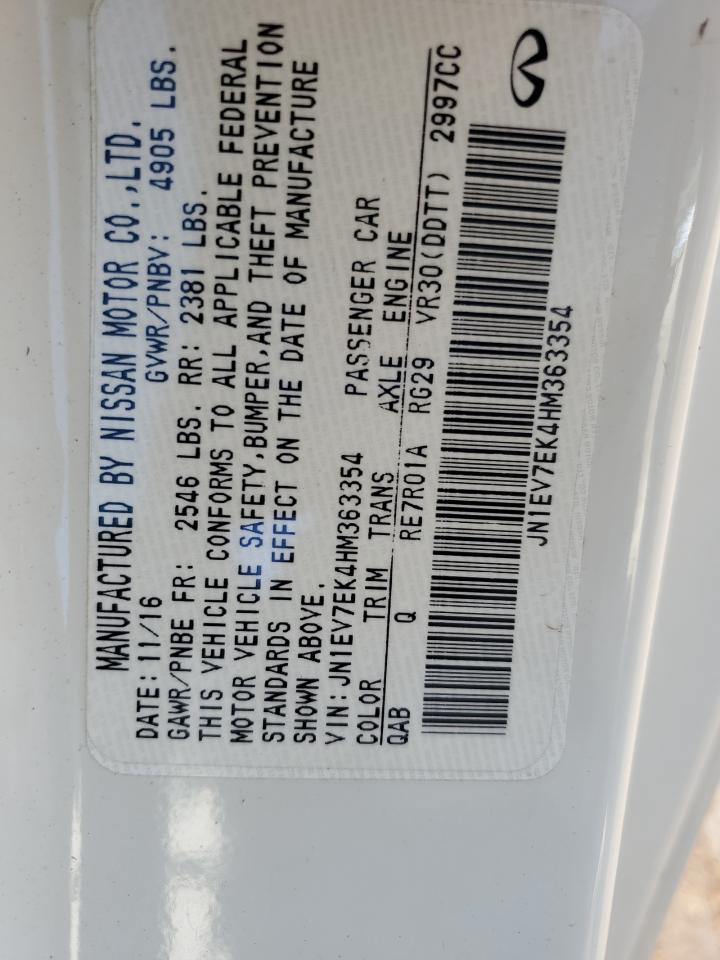 MANUFACTURED BY NISSAN MOTOR CO.,LTD.
DATE: 11/16 GVWR/PNBV: 4905 LBS.
GAWR/PNBE FR: 2546 LBS. RR: 2381 LBS.
THIS VEHICLE CONFORMS TO ALL APPLICABLE FEDERAL
MOTOR VEHICLE SAFETY,BUMPER,AND THEFT PREVENTION
STANDARDS IN EFFECT ON THE DATE OF MANUFACTURE
SHOWN ABOVE.
VIN:JN1EV7EK4HM363354 PASSENGER CAR
COLOR TRIM TRANS AXLE ENGINE
QAB Q RE7R01A RG29 VR30(DDTT) 2997CC
JN1EV7EK4HM363354